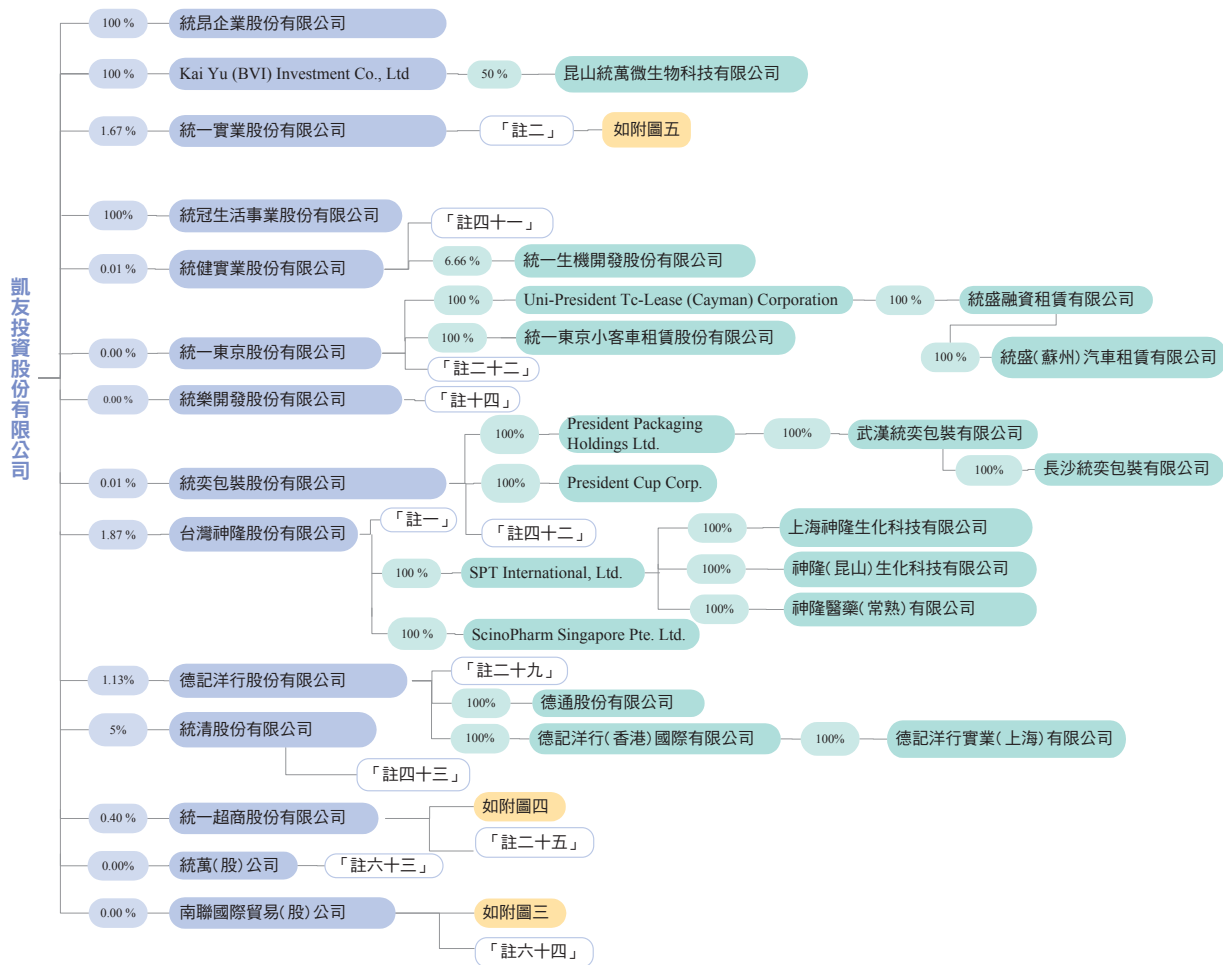 凱友投資股份有限公司
100 %
統昂企業股份有限公司
100 %
Kai Yu (BVI) Investment Co., Ltd
50 %
昆山統萬微生物科技有限公司
1.67 %
統一實業股份有限公司
「註二」
如附圖五
100%
統冠生活事業股份有限公司
「註四十一」
0.01 %
統健實業股份有限公司
6.66 %
統一生機開發股份有限公司
100 %
Uni-President Tc-Lease (Cayman) Corporation
100 %
統盛融資租賃有限公司
100 %
統一東京小客車租賃股份有限公司
0.00 %
統一東京股份有限公司
100 %
統盛(蘇州)汽車租賃有限公司
「註二十二」
0.00 %
統樂開發股份有限公司
「註十四」
100%
President Packaging
Holdings Ltd.
100%
武漢統奕包裝有限公司
100%
長沙統奕包裝有限公司
0.01 %
統奕包裝股份有限公司
100%
President Cup Corp.
「註四十二」
1.87 %
台灣神隆股份有限公司
「註一」
100%
上海神隆生化科技有限公司
100 %
SPT International, Ltd.
100%
神隆(昆山)生化科技有限公司
100%
神隆醫藥(常熟)有限公司
100 %
ScinoPharm Singapore Pte. Ltd.
「註二十九」
1.13%
德記洋行股份有限公司
100%
德通股份有限公司
5%
統清股份有限公司
100%
德記洋行(香港)國際有限公司
100%
德記洋行實業(上海)有限公司
「註四十三」
如附圖四
0.40 %
統一超商股份有限公司
「註二十五」
0.00%
統萬(股)公司
「註六十三」
0.00 %
南聯國際貿易(股)公司
如附圖三
「註六十四」